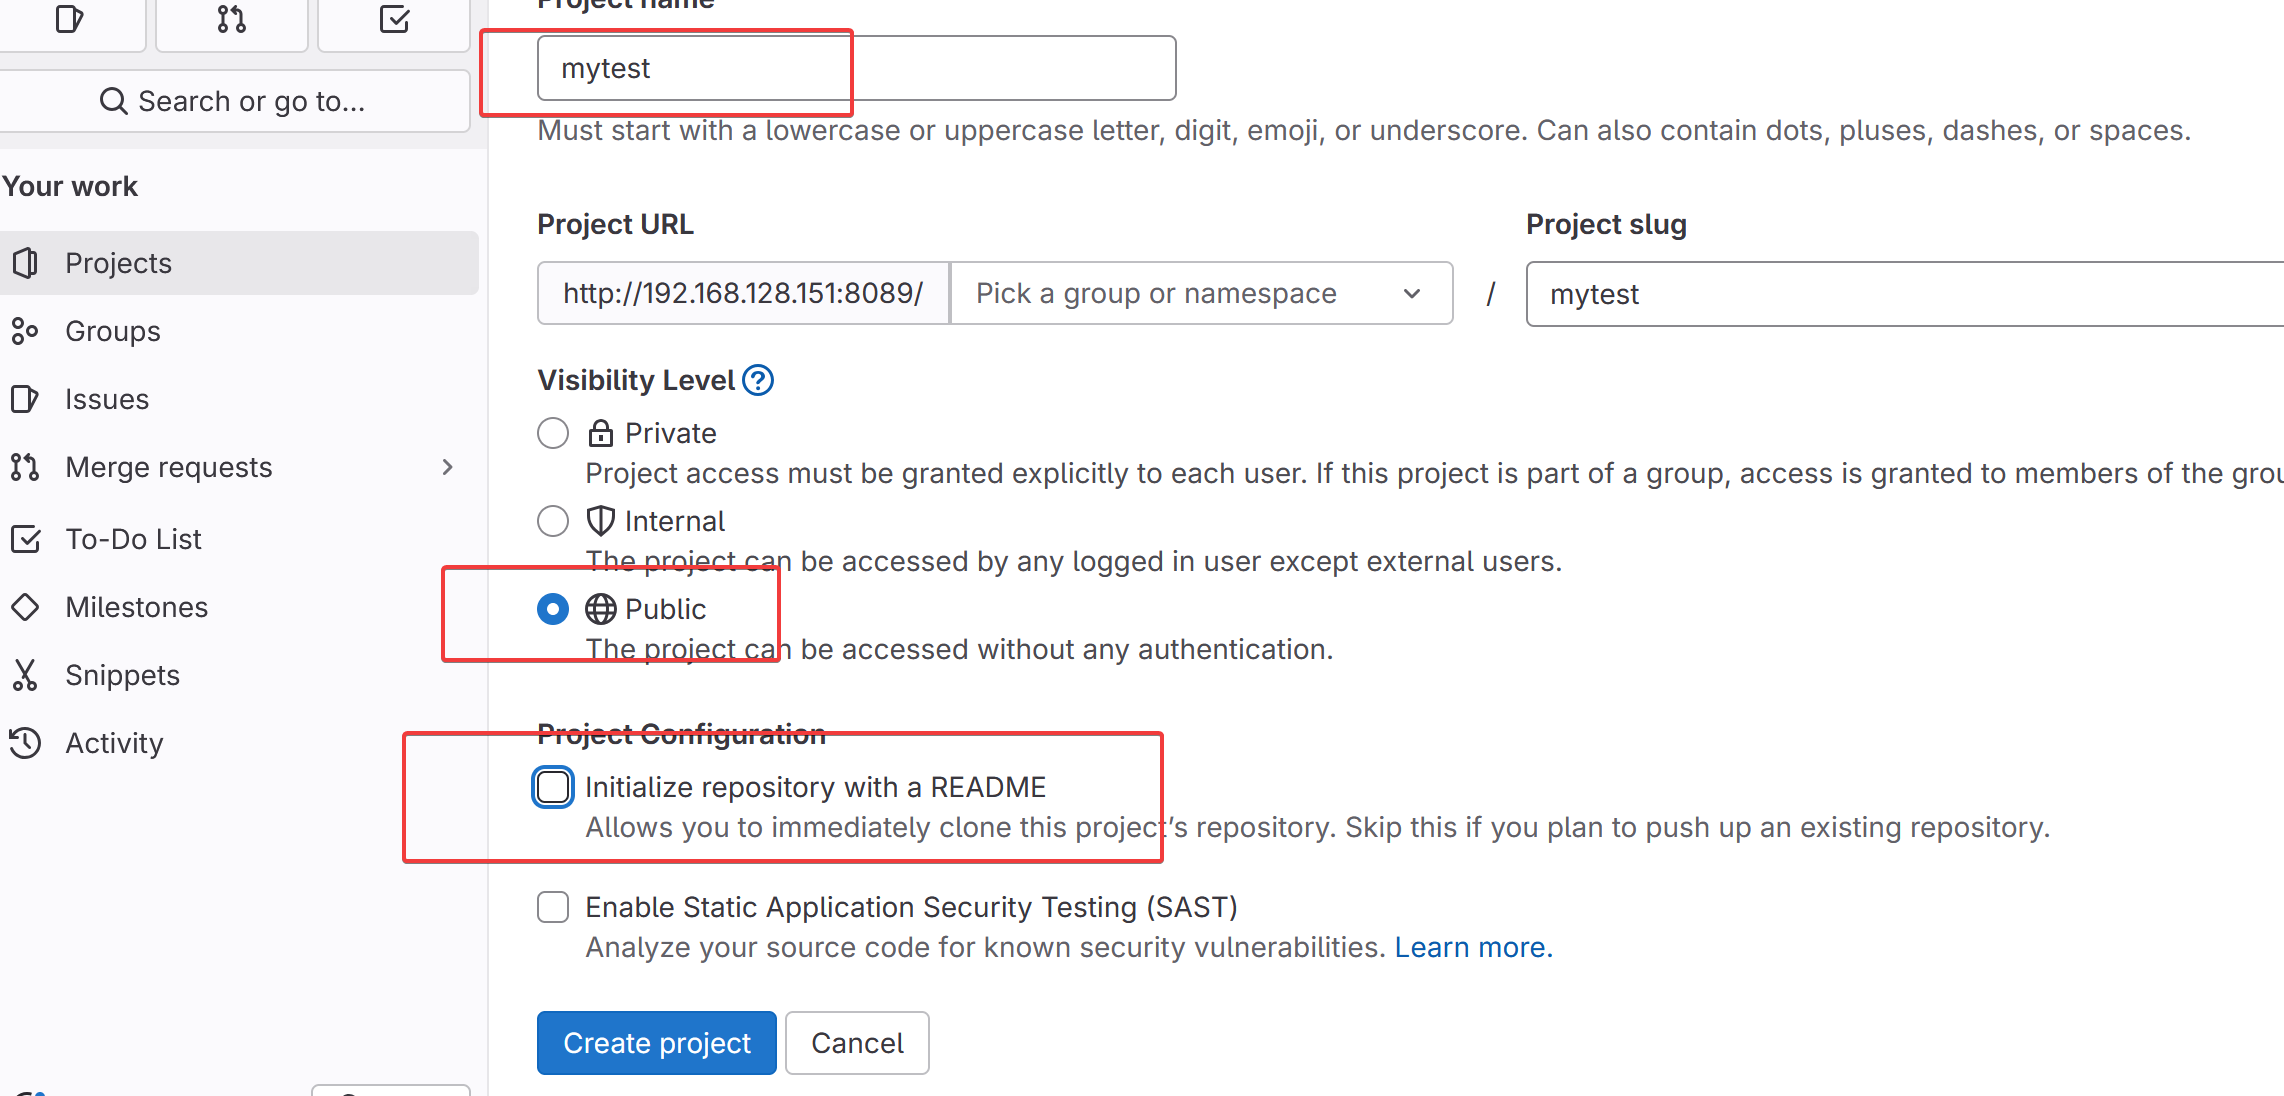 Project name
mytest
Must start with a lowercase or uppercase letter, digit, emoji, or underscore. Can also contain dots, pluses, dashes, or spaces.
Search or go to...
Your work
Projects
Groups
Issues
Merge requests
To-Do List
Milestones
Snippets
Activity
Project URL
http://192.168.128.151:8089/
Pick a group or namespace
/
Project slug
mytest
Visibility Level
Private
Project access must be granted explicitly to each user. If this project is part of a group, access is granted to members of the
Internal
The project can be accessed by any logged in user except external users.
Public
The project can be accessed without any authentication.
Project Configuration
Initialize repository with a README
Allows you to immediately clone this project’s repository. Skip this if you plan to push up an existing repository.
Enable Static Application Security Testing (SAST)
Analyze your source code for known security vulnerabilities. Learn more.
Create project
Cancel